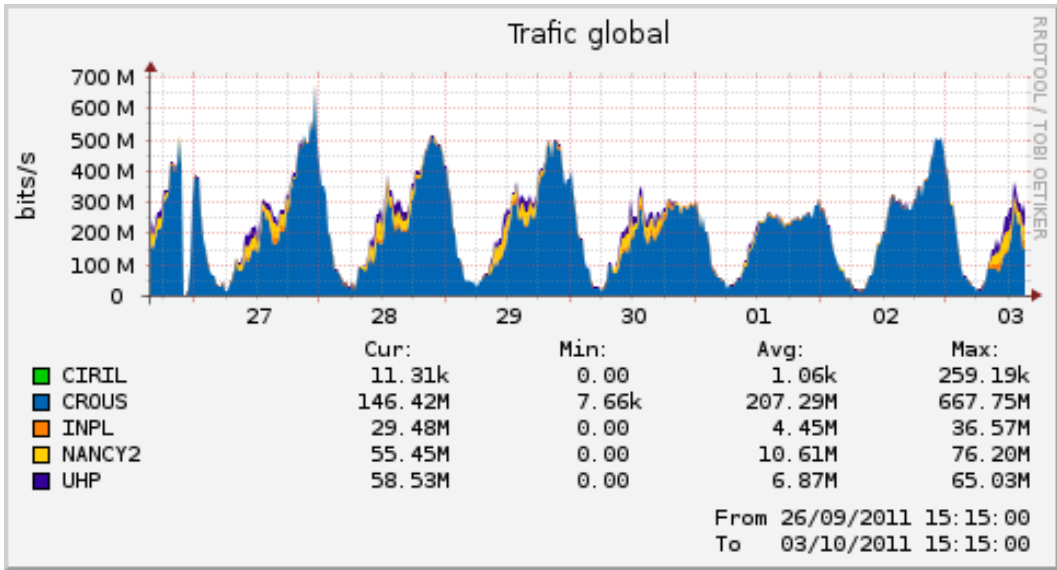 Trafic global
RRDTOOL / TOBI OETIKER
bits/s
700 M
600 M
500 M
400 M
300 M
200 M
100 M
0
27 28 29 30 01 02 03
Cur: Min: Avg: Max:
CIRIL 11.31k 0.00 1.06k 259.19k
CROUS 146.42M 7.66k 207.29M 667.75M
INPL 29.48M 0.00 4.45M 36.57M
NANCY2 55.45M 0.00 10.61M 76.20M
UHP 58.53M 0.00 6.87M 65.03M
From 26/09/2011 15:15:00
To 03/10/2011 15:15:00